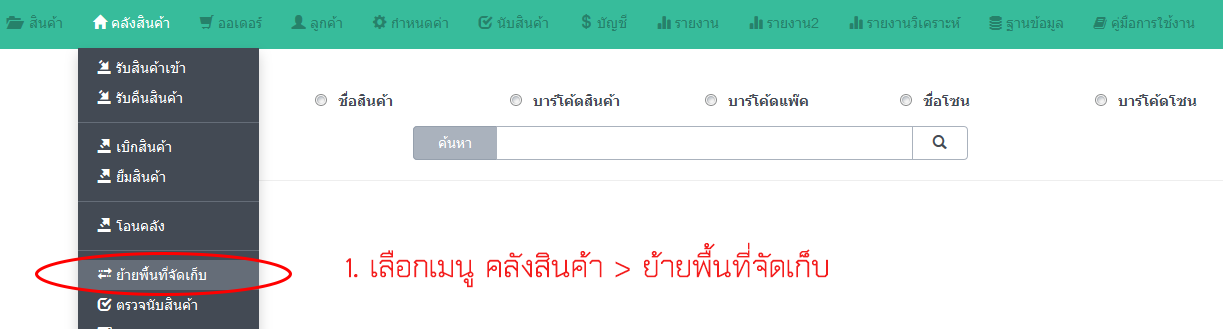 สินค้า คลังสินค้า ออเดอร์ ลูกค้า กำหนดค่า นับสินค้า บัญชี รายงาน รายงาน2 รายงานวิเคราะห์ ฐานข้อมูล คู่มือการใช้งาน
รับสินค้าเข้า
รับคืนสินค้า
เบิกสินค้า
ยืมสินค้า
โอนคลัง
ย้ายพื้นที่จัดเก็บ
ตรวจนับสินค้า
ชื่อสินค้า บาร์โค้ดสินค้า บาร์โค้ดแพ๊ค ชื่อโซน บาร์โค้ดโซน
ค้นหา
1. เลือกเมนู คลังสินค้า > ย้ายพื้นที่จัดเก็บ